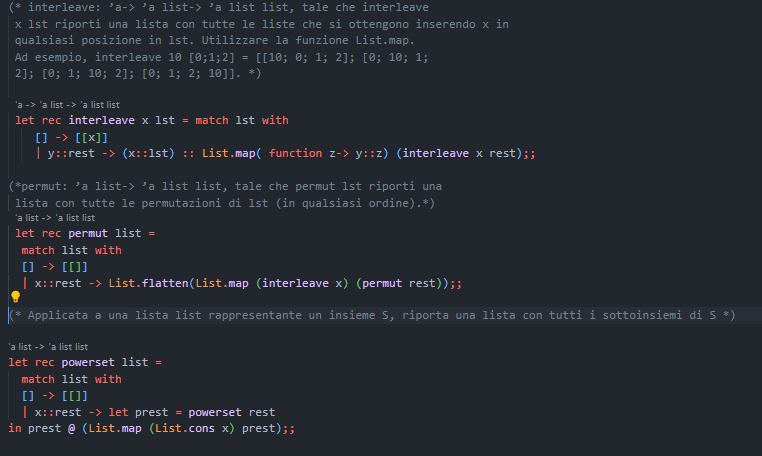 (* interleave: ’a-> ’a list-> ’a list list, tale che interleave
x lst riporti una lista con tutte le liste che si ottengono inserendo x in
qualsiasi posizione in lst. Utilizzare la funzione List.map.
Ad esempio, interleave 10 [0;1;2] = [[10; 0; 1; 2]; [0; 10; 1;
2]; [0; 1; 10; 2]; [0; 1; 2; 10]]. *)
'a -> 'a list -> 'a list list
let rec interleave x lst = match lst with
[] -> [[x]]
| y::rest -> (x::lst) :: List.map( function z-> y::z) (interleave x rest);;
(*permut: ’a list-> ’a list list, tale che permut lst riporti una
lista con tutte le permutazioni di lst (in qualsiasi ordine).*)
'a list -> 'a list list
let rec permut list =
match list with
[] -> [[]]
| x::rest -> List.flatten(List.map (interleave x) (permut rest));;
(* Applicata a una lista list rappresentante un insieme S, riporta una lista con tutti i sottoinsiemi di S *)
'a list -> 'a list list
let rec powerset list =
match list with
[] -> [[]]
| x::rest -> let prest = powerset rest
in prest @ (List.map (List.cons x) prest);;